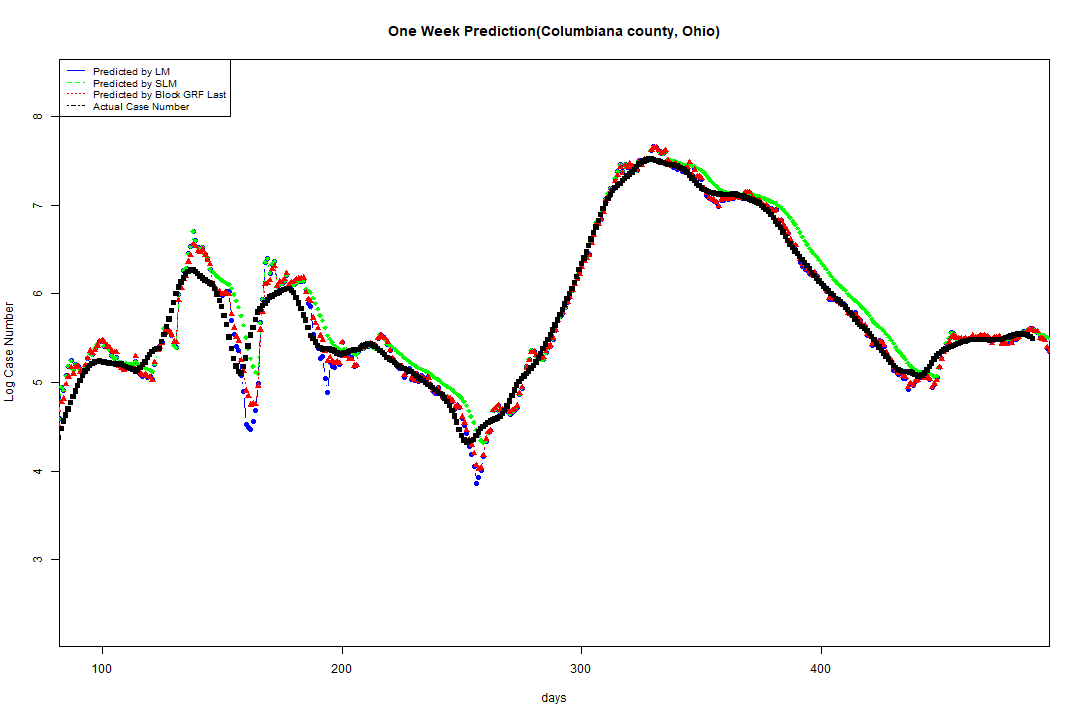 One Week Prediction(Columbiana county, Ohio)
Predicted by LM
Predicted by SLM
Predicted by Block GRF Last
Actual Case Number
8
7
6
5
4
3
Log Case Number
100 200 300 400
days